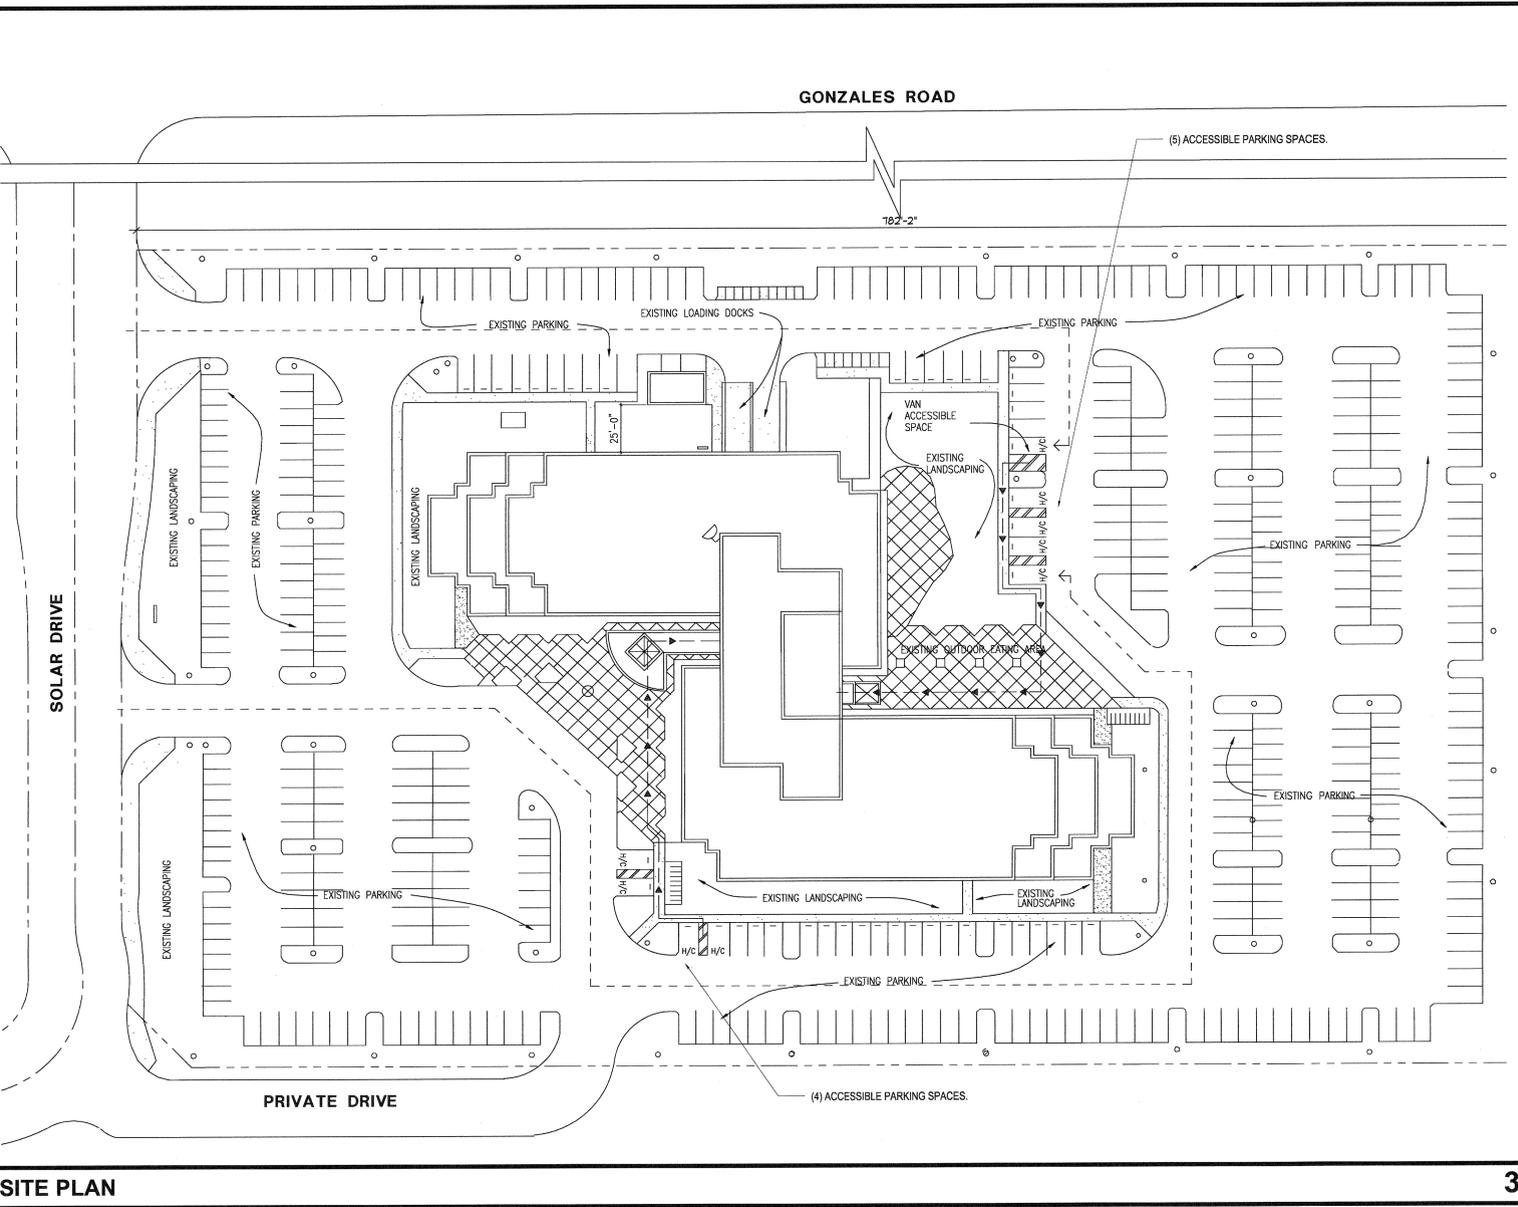 GONZALES ROAD
(5) ACCESSIBLE PARKING SPACES.
782'-2"
EXISTING LOADING DOCKS
EXISTING PARKING
EXISTING PARKING
25'-0"
VAN
ACCESSIBLE
SPACE
EXISTING
LANDSCAPING
H/C
H/C
H/C
H/C
H/C
EXISTING LANDSCAPING
EXISTING PARKING
EXISTING LANDSCAPING
EXISTING PARKING
SOLAR DRIVE
EXISTING OUTDOOR EATING AREA
EXISTING PARKING
H/C
H/C
EXISTING LANDSCAPING
EXISTING PARKING
EXISTING LANDSCAPING
EXISTING
LANDSCAPING
H/C
H/C
EXISTING PARKING
(4) ACCESSIBLE PARKING SPACES.
PRIVATE DRIVE
SITE PLAN
3